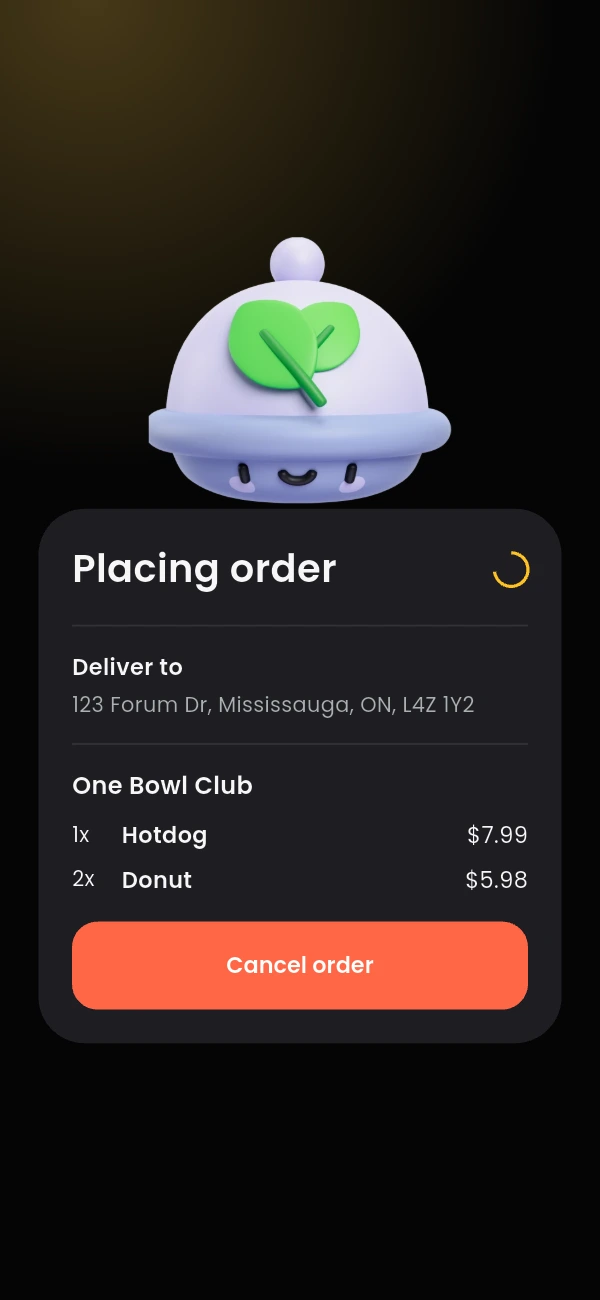 Placing order
Deliver to
123 Forum Dr, Mississauga, ON, L4Z 1Y2
One Bowl Club
1x Hotdog $7.99
2x Donut $5.98
Cancel order